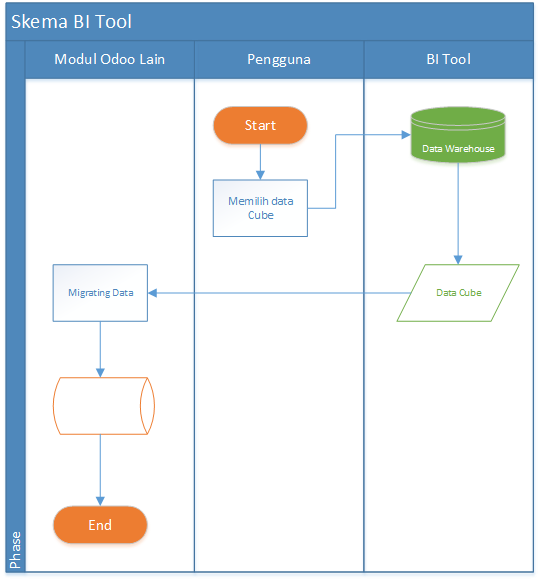 Skema BI Tool
Modul Odoo Lain
Pengguna
BI Tool
Start
Data Warehouse
Memilih data
Cube
Migrating Data
Data Cube
End
Phase